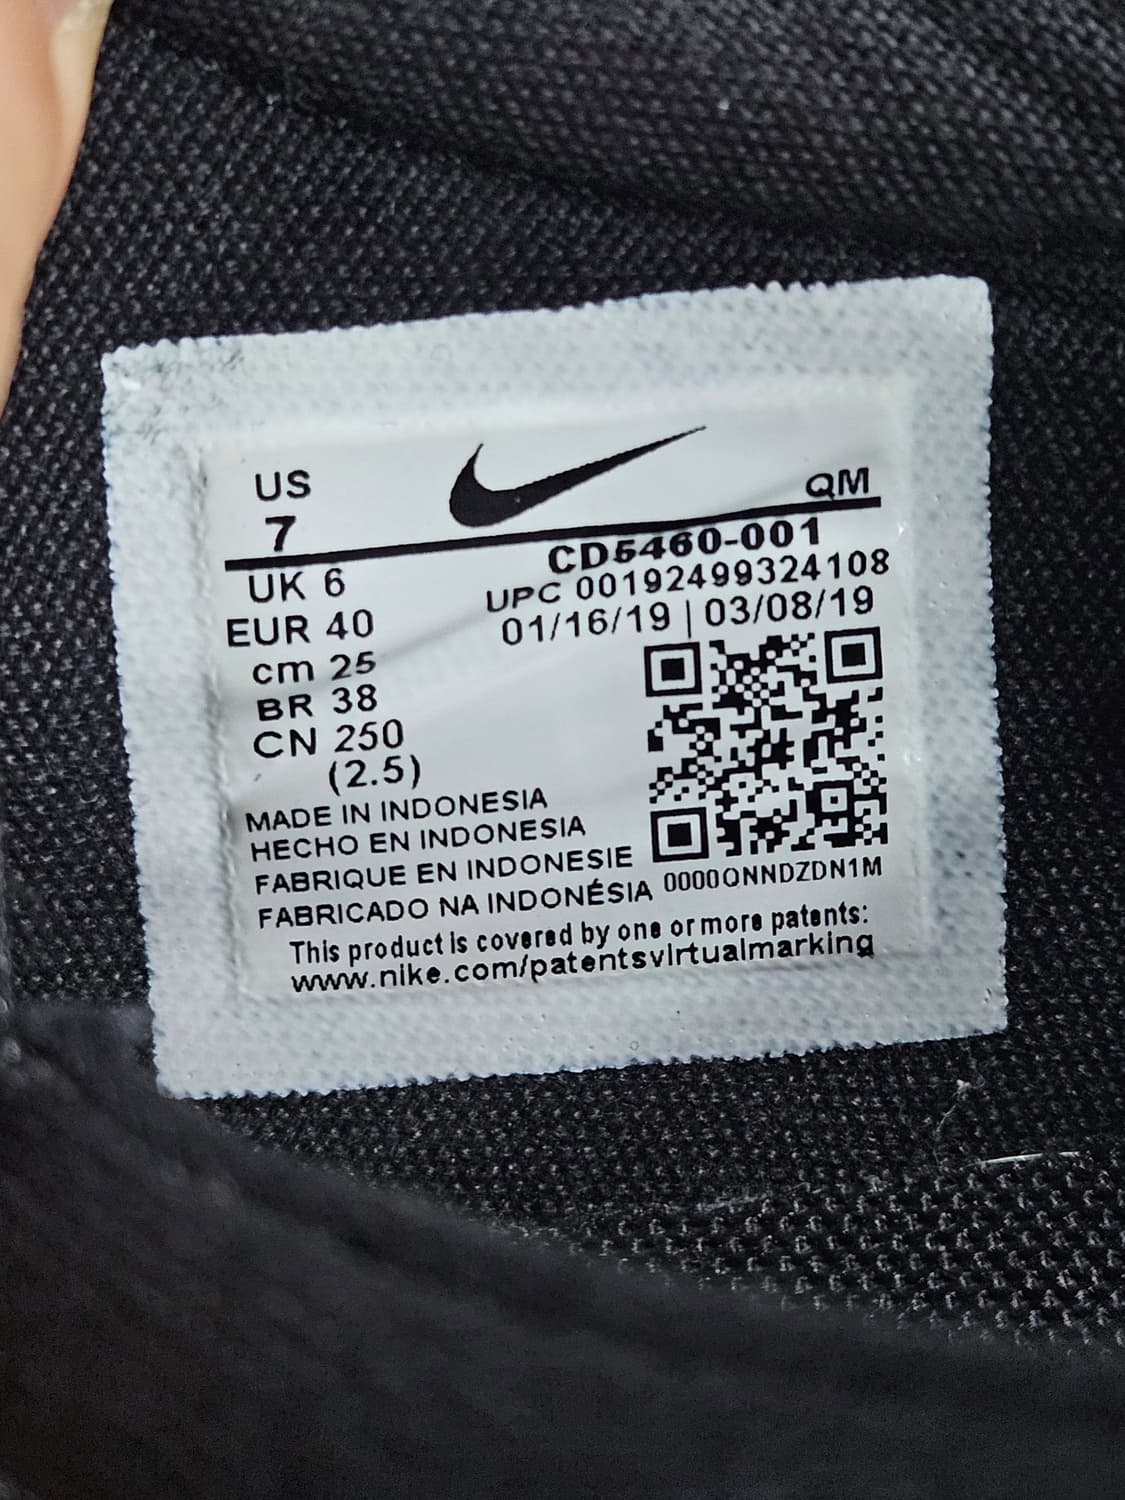 US
7
QM
UK 6
EUR 40
cm 25
BR 38
CN 250
(2.5)
CD5460-001
UPC 00192499324108
01/16/19 | 03/08/19
MADE IN INDONESIA
HECHO EN INDONESIA
FABRIQUE EN INDONESIE
FABRICADO NA INDONÉSIA
0000QNNDZDN1M
This product is covered by one or more patents:
www.nike.com/patentsvirtualmarking